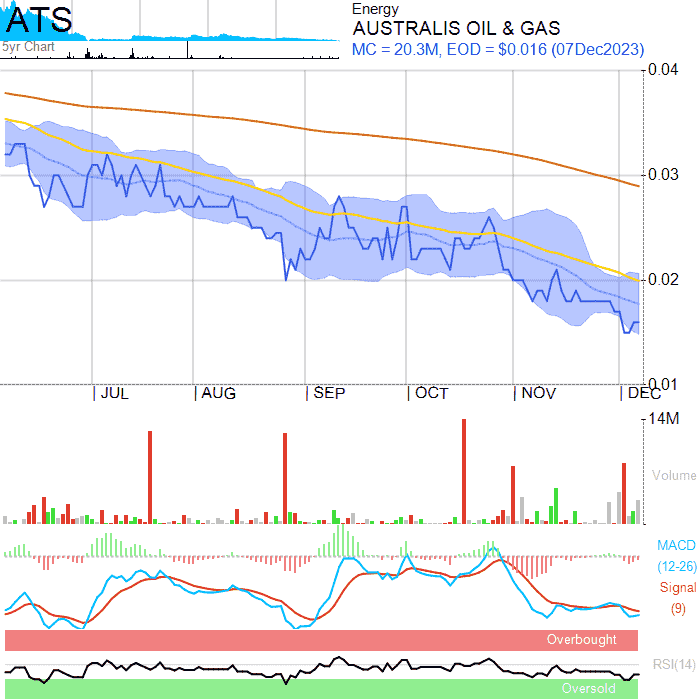 ATS
5yr Chart
Energy
AUSTRALIS OIL & GAS
MC = 20.3M, EOD = $0.016 (07Dec2023)
0.04
0.03
0.02
0.01
JUL
AUG
SEP
OCT
NOV
DEC
14M
Volume
MACD
(12-26)
Signal
(9)
Overbought
RSI(14)
Oversold